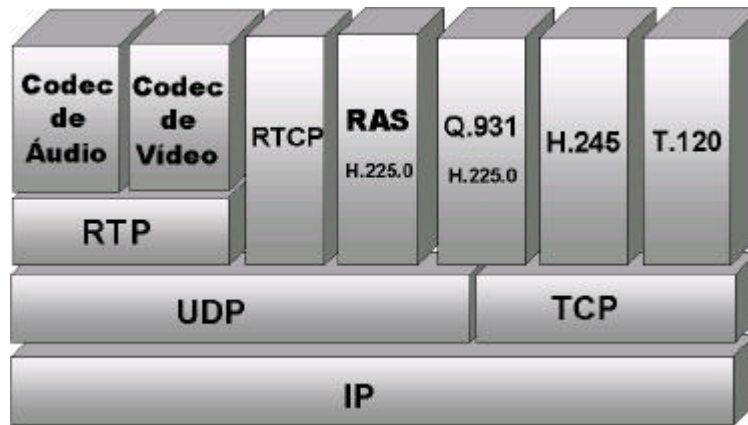 Codec
de
Áudio
Codec
de
Vídeo
RTCP
RAS
H.225.0
Q.931
H.225.0
H.245
T.120
RTP
UDP
TCP
IP